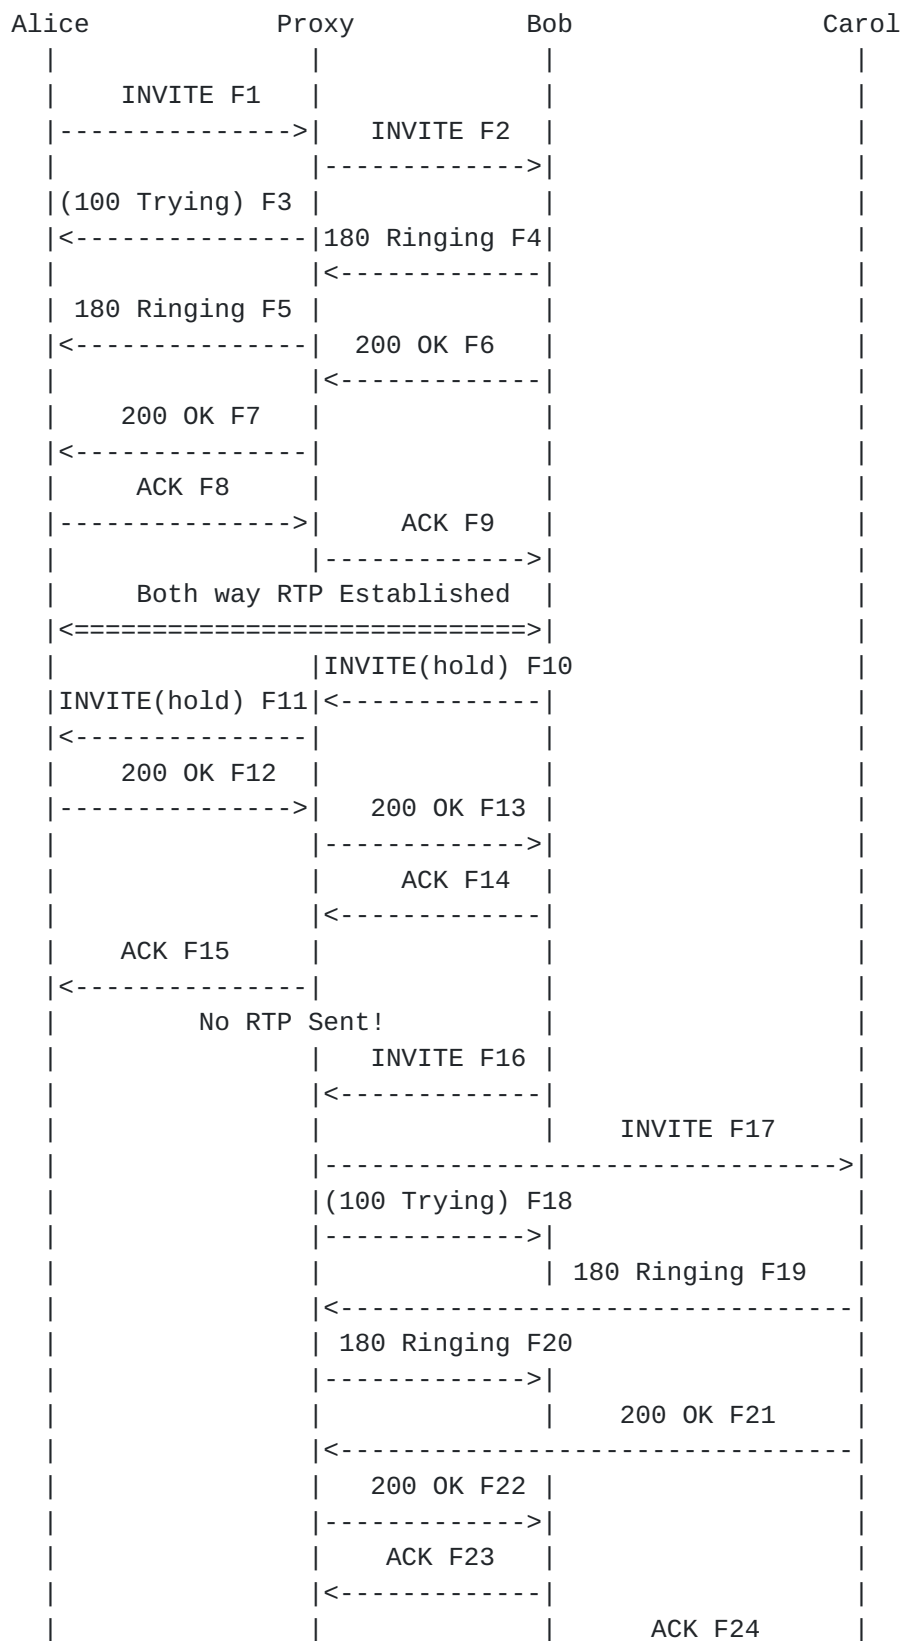 Alice            Proxy           Bob                Carol
  |                |              |                   |
  |    INVITE F1   |              |                   |
  |--------------->|   INVITE F2  |                   |
  |                |------------->|                   |
  |(100 Trying) F3 |              |                   |
  |<---------------|180 Ringing F4|                   |
  |                |<-------------|                   |
  | 180 Ringing F5 |              |                   |
  |<---------------|  200 OK F6   |                   |
  |                |<-------------|                   |
  |    200 OK F7   |              |                   |
  |<---------------|              |                   |
  |     ACK F8     |              |                   |
  |--------------->|     ACK F9   |                   |
  |                |------------->|                   |
  |     Both way RTP Established  |                   |
  |<=============================>|                   |
  |                |INVITE(hold) F10                  |
  |INVITE(hold) F11|<-------------|                   |
  |<---------------|              |                   |
  |    200 OK F12  |              |                   |
  |--------------->|   200 OK F13 |                   |
  |                |------------->|                   |
  |                |     ACK F14  |                   |
  |                |<-------------|                   |
  |    ACK F15     |              |                   |
  |<---------------|              |                   |
  |         No RTP Sent!          |                   |
  |                |   INVITE F16 |                   |
  |                |<-------------|                   |
  |                |              |    INVITE F17     |
  |                |--------------------------------->|
  |                |(100 Trying) F18                  |
  |                |------------->|                   |
  |                |              | 180 Ringing F19   |
  |                |<---------------------------------|
  |                | 180 Ringing F20                  |
  |                |------------->|                   |
  |                |              |    200 OK F21     |
  |                |<---------------------------------|
  |                |   200 OK F22 |                   |
  |                |------------->|                   |
  |                |    ACK F23   |                   |
  |                |<-------------|                   |
  |                |              |      ACK F24      |